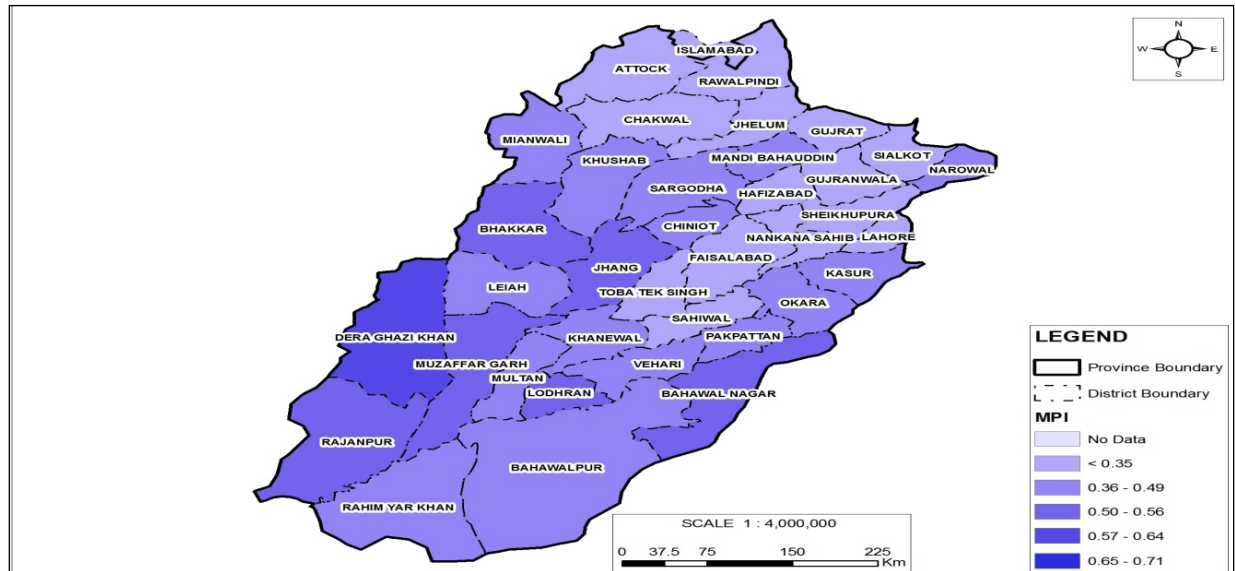 N
W E
S
ISLAMABAD
ATTOCK
RAWALPINDI
CHAKWAL
JHELUM
GUJRAT
MIANWALI
KHUSHAB
MANDI BAHAUDDIN
SIALKOT
NAROWAL
GUJRANWALA
SARGODHA
HAFIZABAD
SHEIKHUPURA
CHINIOT
BHAKKAR
NANKANA SAHIB
LAHORE
FAISALABAD
JHANG
KASUR
LEIAH
TOBA TEK SINGH
OKARA
SAHIWAL
DERA GHAZI KHAN
KHANEWAL
PAKPATTAN
MUZAFFAR GARH
VEHARI
MULTAN
LODHRAN
BAHAWAL NAGAR
RAJANPUR
BAHAWALPUR
RAHIM YAR KHAN
LEGEND
Province Boundary
District Boundary
MPI
No Data
< 0.35
0.36 - 0.49
0.50 - 0.56
0.57 - 0.64
0.65 - 0.71
SCALE 1 : 4,000,000
0 37.5 75 150 225
Km